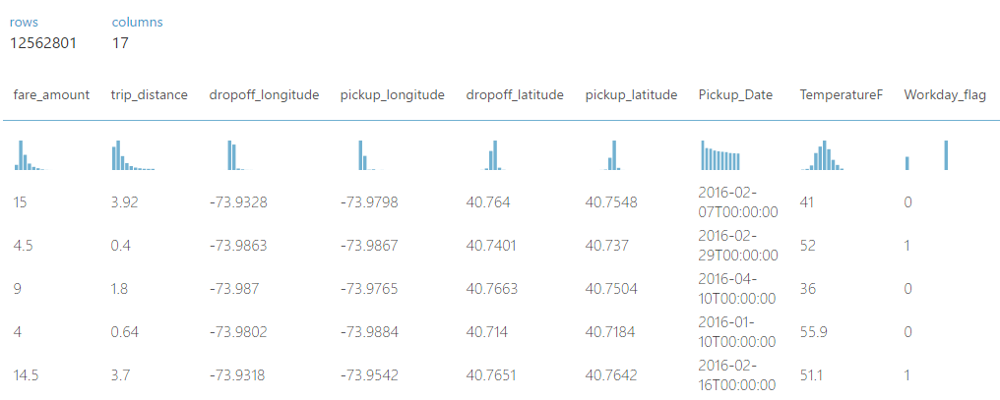 rows columns
12562801 17
fare_amount trip_distance dropoff_longitude pickup_longitude dropoff_latitude pickup_latitude Pickup_Date TemperatureF Workday_flag
15 3.92 -73.9328 -73.9798 40.764 40.7548 2016-02-07T00:00:00 41 0
4.5 0.4 -73.9863 -73.9867 40.7401 40.737 2016-02-29T00:00:00 52 1
9 1.8 -73.987 -73.9765 40.7663 40.7504 2016-04-10T00:00:00 36 0
4 0.64 -73.9802 -73.9884 40.714 40.7184 2016-01-10T00:00:00 55.9 0
14.5 3.7 -73.9318 -73.9542 40.7651 40.7642 2016-02-16T00:00:00 51.1 1